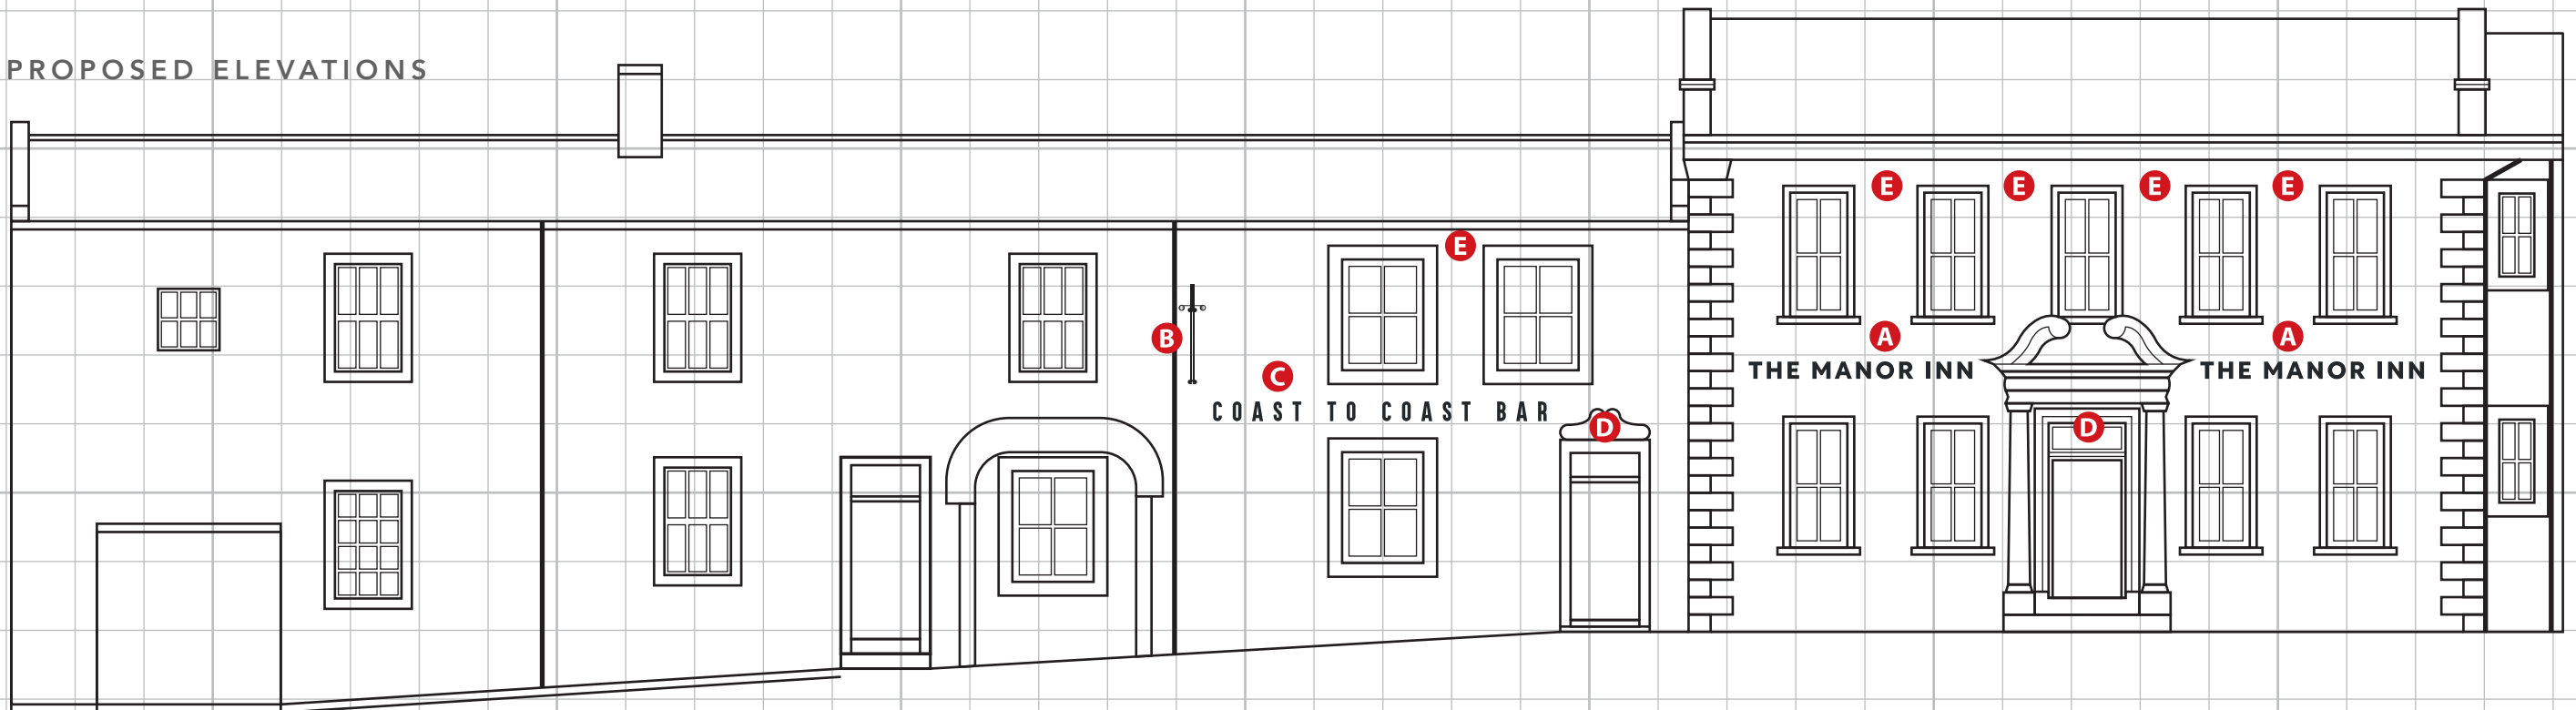 PROPOSED ELEVATIONS
E E E E
E
B
A A
THE MANOR INN THE MANOR INN
C
COAST TO COAST BAR
D D